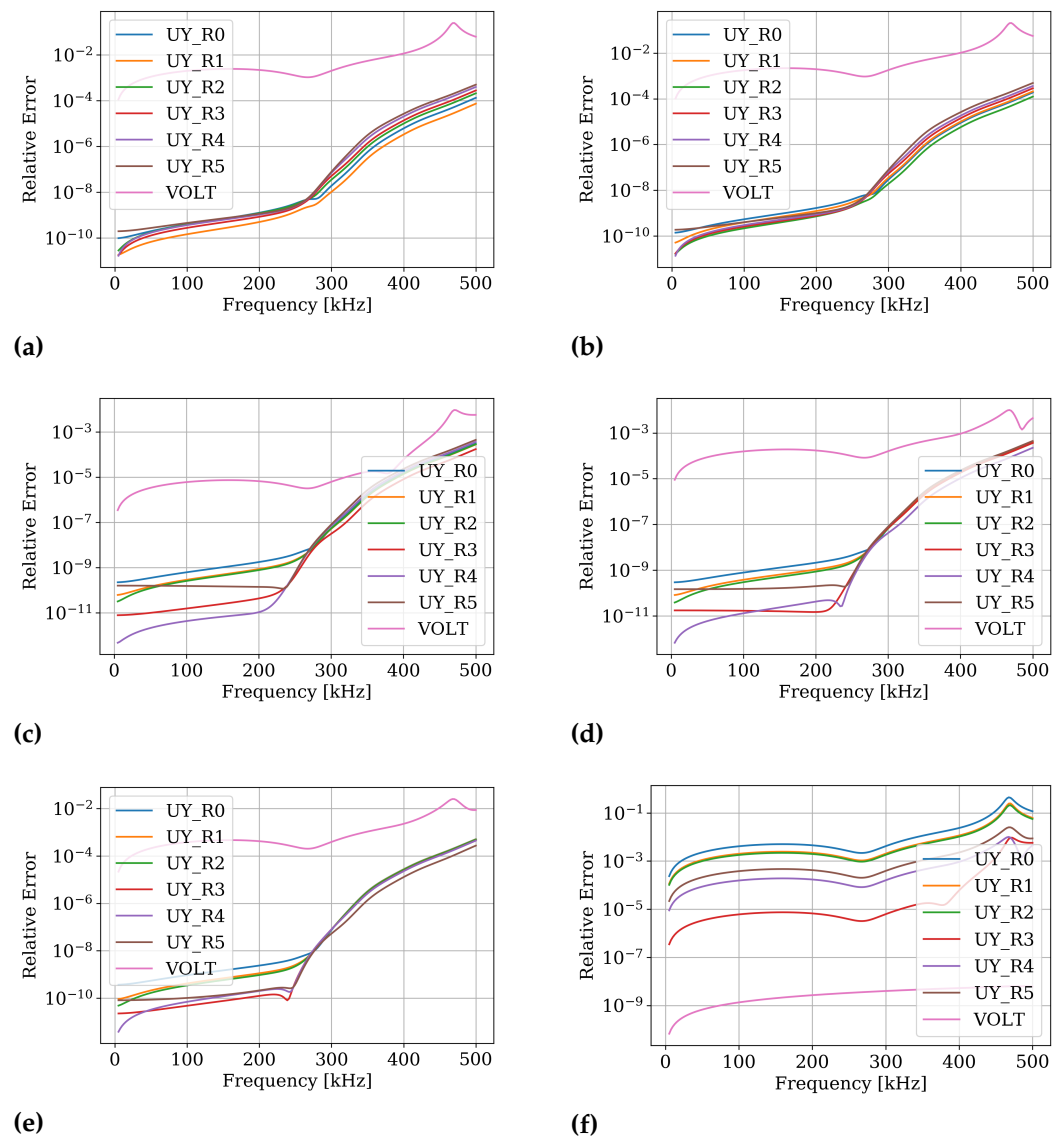 Relative Error
10⁻²
10⁻⁴
10⁻⁶
10⁻⁸
10⁻¹⁰
UY_R0
UY_R1
UY_R2
UY_R3
UY_R4
UY_R5
VOLT
0 100 200 300 400 500
Frequency [kHz]
(a)
Relative Error
10⁻²
10⁻⁴
10⁻⁶
10⁻⁸
10⁻¹⁰
UY_R0
UY_R1
UY_R2
UY_R3
UY_R4
UY_R5
VOLT
0 100 200 300 400 500
Frequency [kHz]
(b)
Relative Error
10⁻³
10⁻⁵
10⁻⁷
10⁻⁹
10⁻¹¹
UY_R0
UY_R1
UY_R2
UY_R3
UY_R4
UY_R5
VOLT
0 100 200 300 400 500
Frequency [kHz]
(c)
Relative Error
10⁻³
10⁻⁵
10⁻⁷
10⁻⁹
10⁻¹¹
UY_R0
UY_R1
UY_R2
UY_R3
UY_R4
UY_R5
VOLT
0 100 200 300 400 500
Frequency [kHz]
(d)
Relative Error
10⁻²
10⁻⁴
10⁻⁶
10⁻⁸
10⁻¹⁰
UY_R0
UY_R1
UY_R2
UY_R3
UY_R4
UY_R5
VOLT
0 100 200 300 400 500
Frequency [kHz]
(e)
Relative Error
10⁻¹
10⁻³
10⁻⁵
10⁻⁷
10⁻⁹
UY_R0
UY_R1
UY_R2
UY_R3
UY_R4
UY_R5
VOLT
0 100 200 300 400 500
Frequency [kHz]
(f)